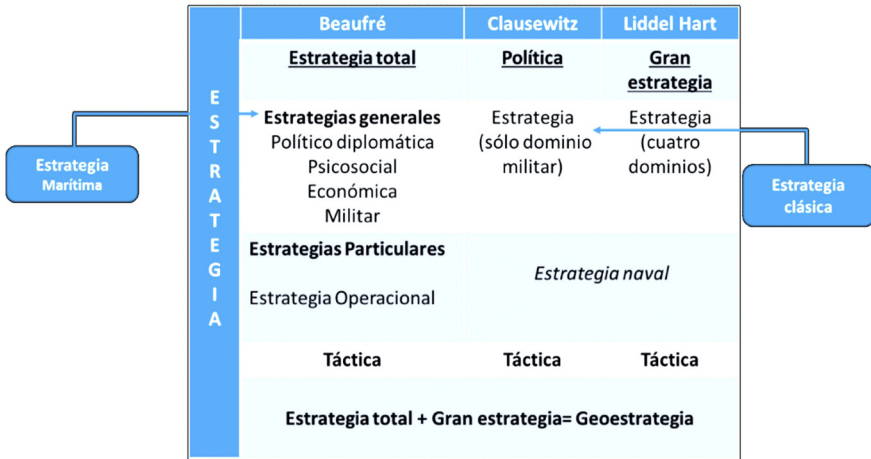 Beaufré Clausewitz Liddel Hart
Estrategia total Política Gran
estrategia
ESTRATEGIA
Estrategia
Marítima
Estrategias generales
Político diplomática
Psicosocial
Económica
Militar
Estrategia
(sólo dominio
militar)
Estrategia
(cuatro
dominios)
Estrategia
clásica
Estrategias Particulares
Estrategia Operacional
Estrategia naval
Táctica Táctica Táctica
Estrategia total + Gran estrategia= Geoestrategia